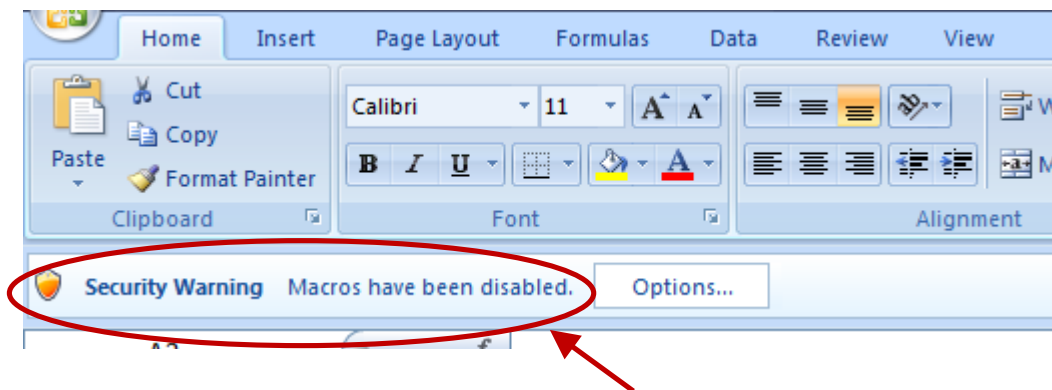 Home Insert Page Layout Formulas Data Review View
Cut
Calibri 11 A A
Copy
Paste
B I U A
Format Painter
Clipboard Font Alignment
Security Warning Macros have been disabled. Options...